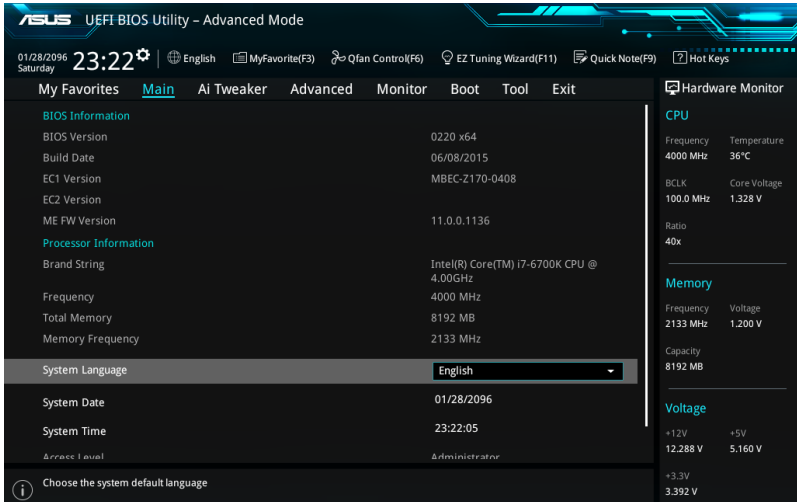 ASUS UEFI BIOS Utility – Advanced Mode
01/28/2096
Saturday
23:22
English
MyFavorite(F3)
Qfan Control(F6)
EZ Tuning Wizard(F11)
Quick Note(F9)
? Hot Keys
My Favorites Main Ai Tweaker Advanced Monitor Boot Tool Exit
BIOS Information
BIOS Version 0220 x64
Build Date 06/08/2015
EC1 Version MBEC-Z170-0408
EC2 Version
ME FW Version 11.0.0.1136
Processor Information
Brand String Intel(R) Core(TM) i7-6700K CPU @
4.00GHz
Frequency 4000 MHz
Total Memory 8192 MB
Memory Frequency 2133 MHz
System Language English
System Date 01/28/2096
System Time 23:22:05
Access Level Administrator
i Choose the system default language
Hardware Monitor
CPU
Frequency Temperature
4000 MHz 36°C
BCLK Core Voltage
100.0 MHz 1.328 V
Ratio
40x
Memory
Frequency Voltage
2133 MHz 1.200 V
Capacity
8192 MB
Voltage
+12V +5V
12.288 V 5.160 V
+3.3V
3.392 V